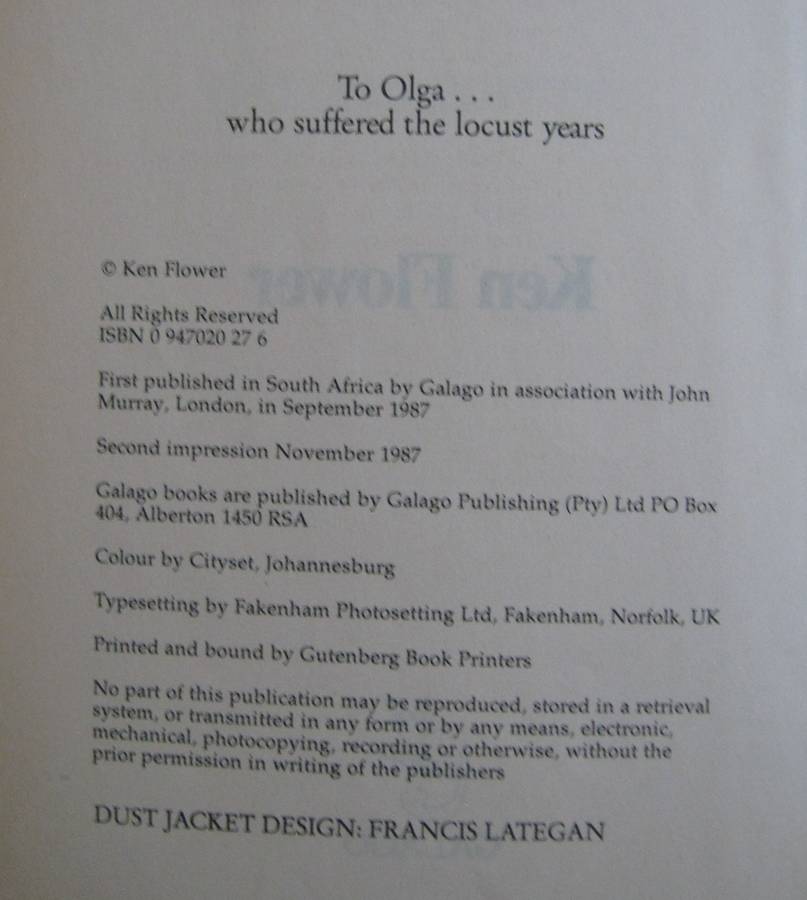 To Olga . . .
who suffered the locust years
Ken Flower
© Ken Flower
All Rights Reserved
ISBN 0 947020 27 6
First published in South Africa by Galago in association with John
Murray, London, in September 1987
Second impression November 1987
Galago books are published by Galago Publishing (Pty) Ltd PO Box
404, Alberton 1450 RSA
Colour by Cityset, Johannesburg
Typesetting by Fakenham Photosetting Ltd, Fakenham, Norfolk, UK
Printed and bound by Gutenberg Book Printers
No part of this publication may be reproduced, stored in a retrieval
system, or transmitted in any form or by any means, electronic,
mechanical, photocopying, recording or otherwise, without the
prior permission in writing of the publishers
DUST JACKET DESIGN: FRANCIS LATEGAN